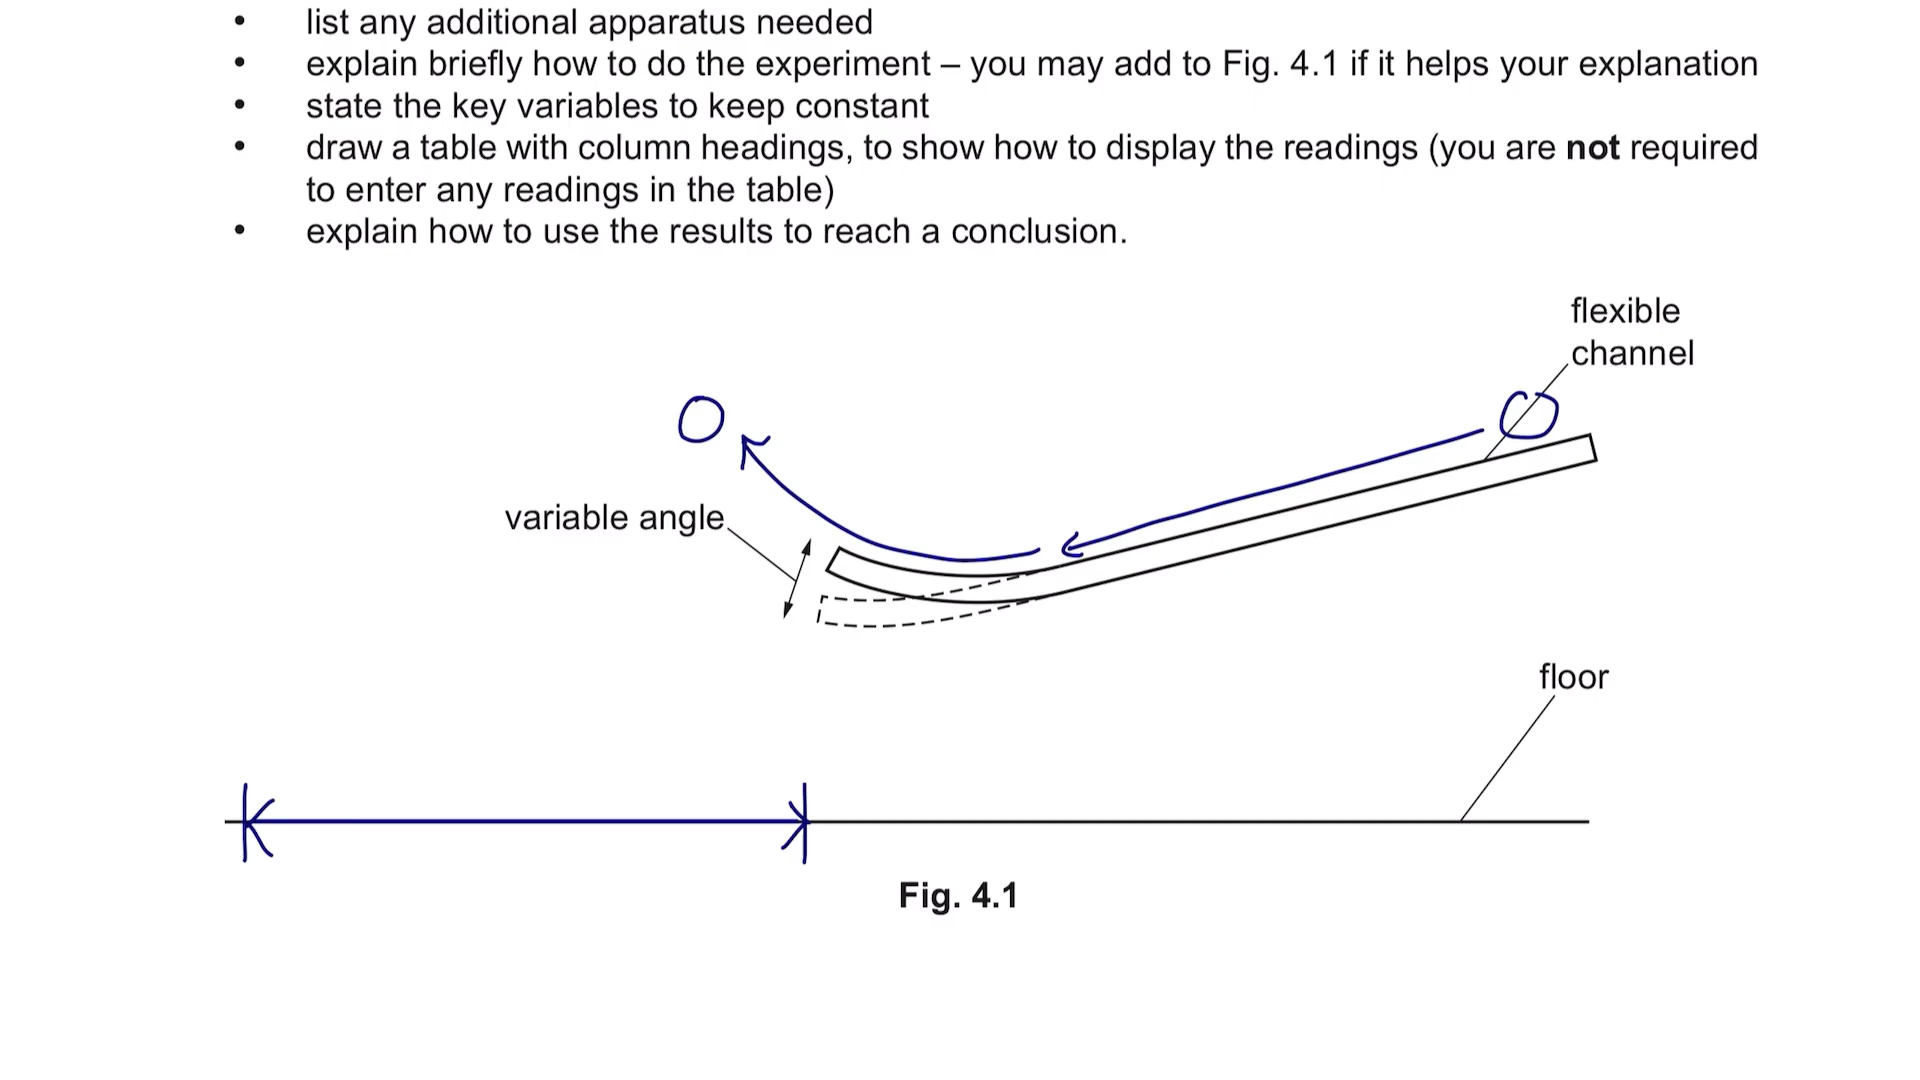 • list any additional apparatus needed
• explain briefly how to do the experiment – you may add to Fig. 4.1 if it helps your explanation
• state the key variables to keep constant
• draw a table with column headings, to show how to display the readings (you are not required
to enter any readings in the table)
• explain how to use the results to reach a conclusion.
flexible
channel
variable angle
floor
Fig. 4.1